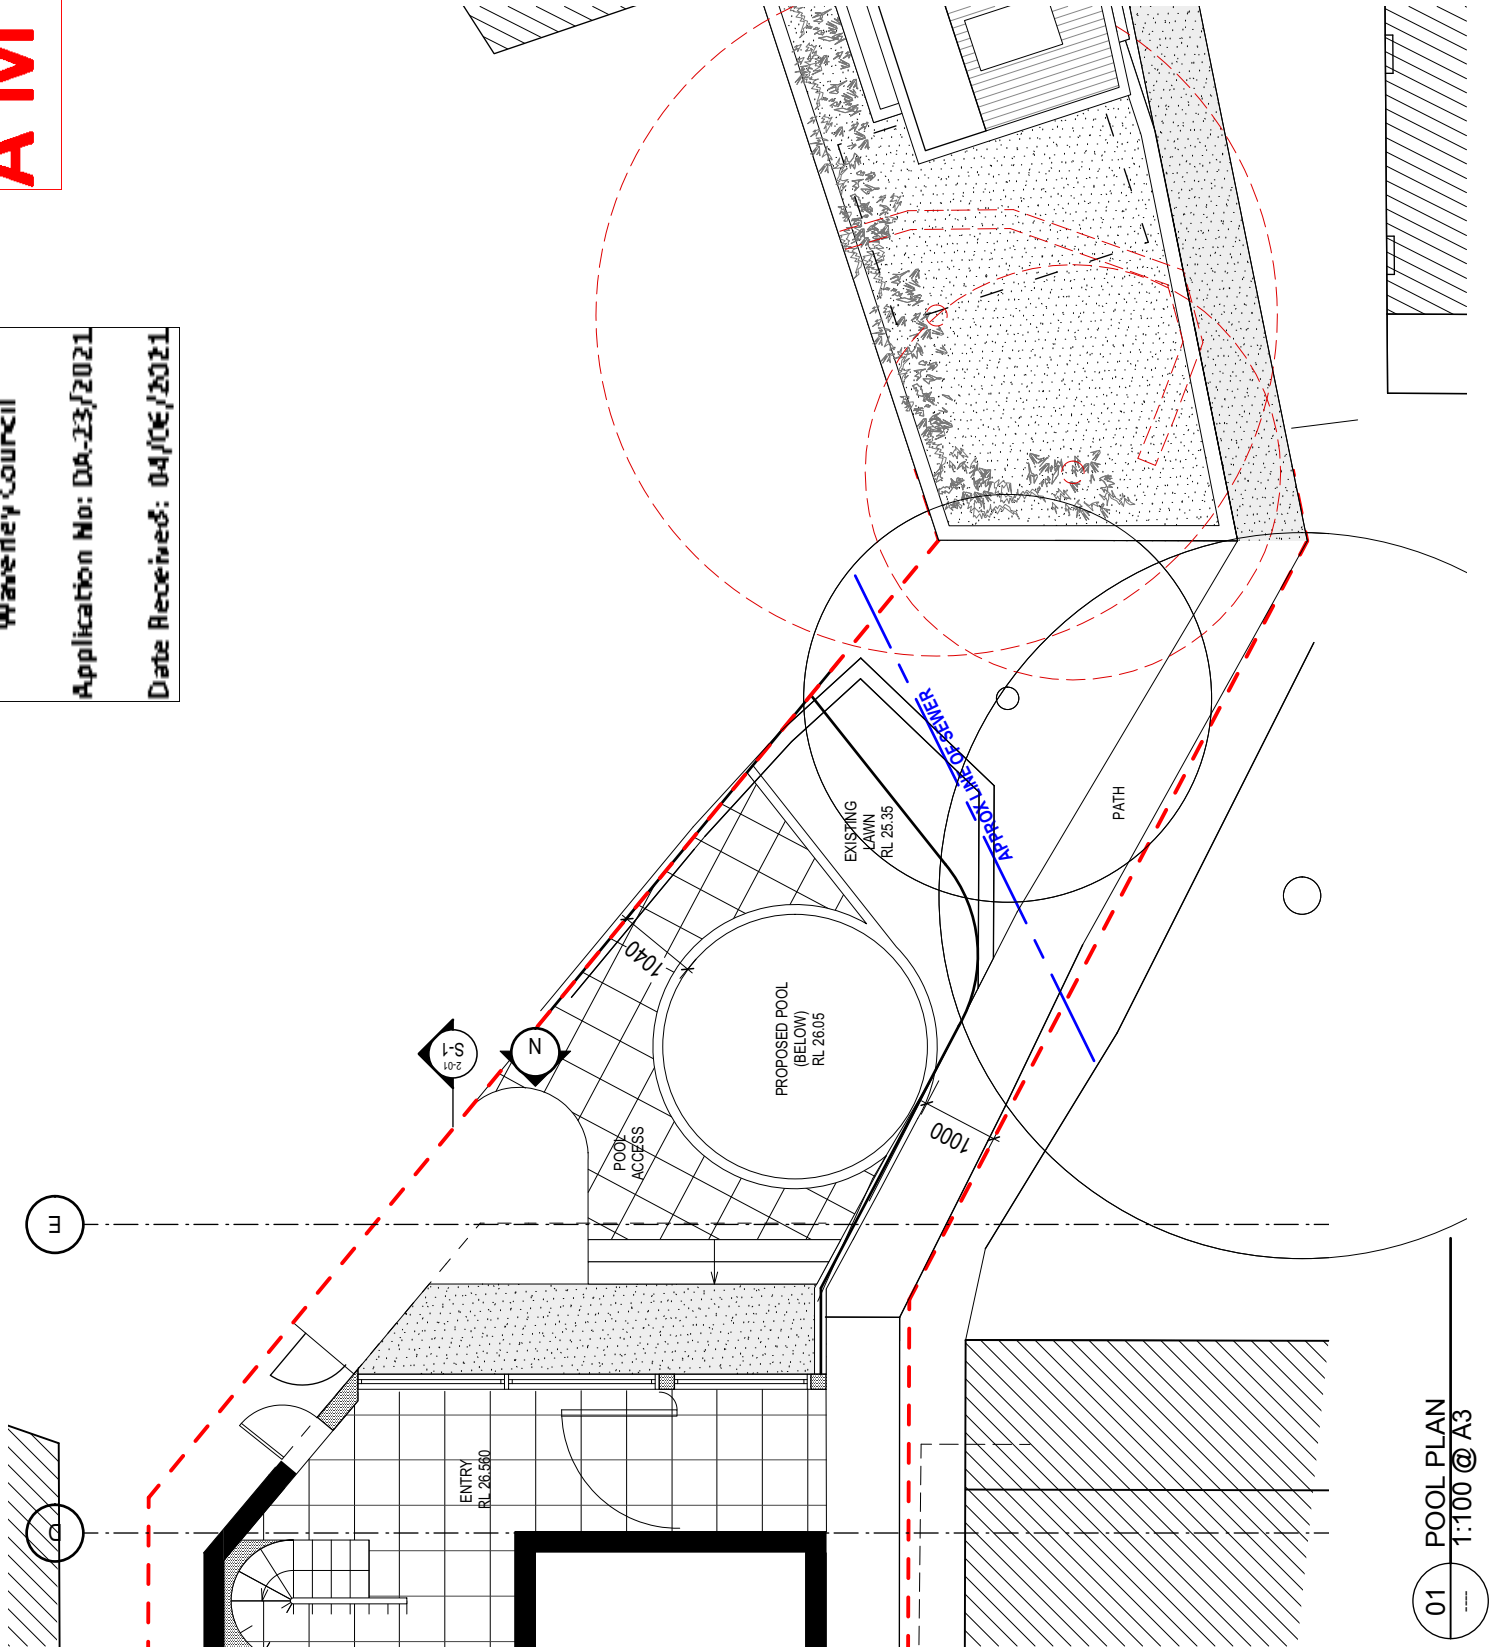 A M
Waverley Council
Application No: DA-23/2021
Date Received: 04/06/2021
APPROX LINE OF SEWER
EXISTING
LAWN
RL 25.35
PATH
1040
PROPOSED POOL
(BELOW)
RL 26.05
S-1
2-01
N
POOL
ACCESS
1000
E
ENTRY
RL 26.560
D
01
POOL PLAN
1:100 @ A3
----